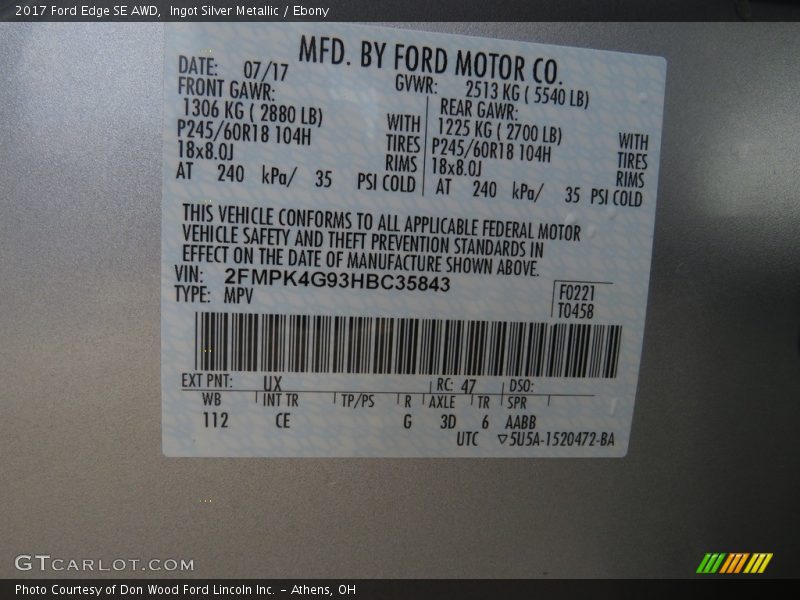 2017 Ford Edge SE AWD, Ingot Silver Metallic / Ebony
MFD. BY FORD MOTOR CO.
DATE: 07/17 GVWR: 2513 KG ( 5540 LB)
FRONT GAWR: REAR GAWR:
1306 KG ( 2880 LB) WITH 1225 KG ( 2700 LB) WITH
P245/60R18 104H TIRES P245/60R18 104H TIRES
18x8.0J RIMS 18x8.0J RIMS
AT 240 kPa/ 35 PSI COLD AT 240 kPa/ 35 PSI COLD
THIS VEHICLE CONFORMS TO ALL APPLICABLE FEDERAL MOTOR
VEHICLE SAFETY AND THEFT PREVENTION STANDARDS IN
EFFECT ON THE DATE OF MANUFACTURE SHOWN ABOVE.
VIN: 2FMPK4G93HBC35843
TYPE: MPV
F0221
T0458
EXT PNT: UX RC: 47 DSO:
WB INT TR TP/PS R AXLE TR SPR
112 CE G 3D 6 AABB
UTC ▽5U5A-1520472-BA
GTCARLOT.COM
Photo Courtesy of Don Wood Ford Lincoln Inc. - Athens, OH